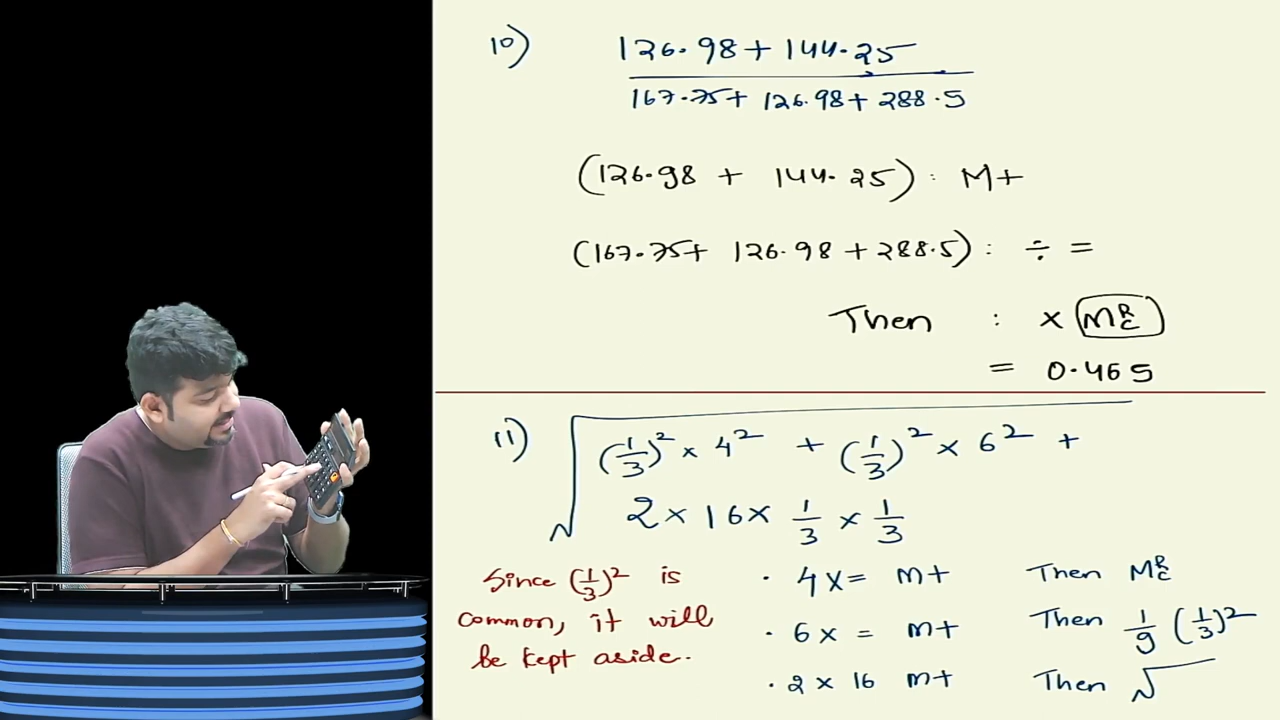 10) 126.98 + 144.25
167.75 + 126.98 + 288.5
(126.98 + 144.25) : M+
(167.75 + 126.98 + 288.5) : ÷ =
Then : × MRC
= 0.465
11) √ (1/3)² × 4² + (1/3)² × 6² +
2 × 16 × 1/3 × 1/3
Since (1/3)² is
common, it will
be kept aside.
· 4 × = m+ Then MRC
· 6 × = m+ Then 1/9 (1/3)²
· 2 × 16 m+ Then √